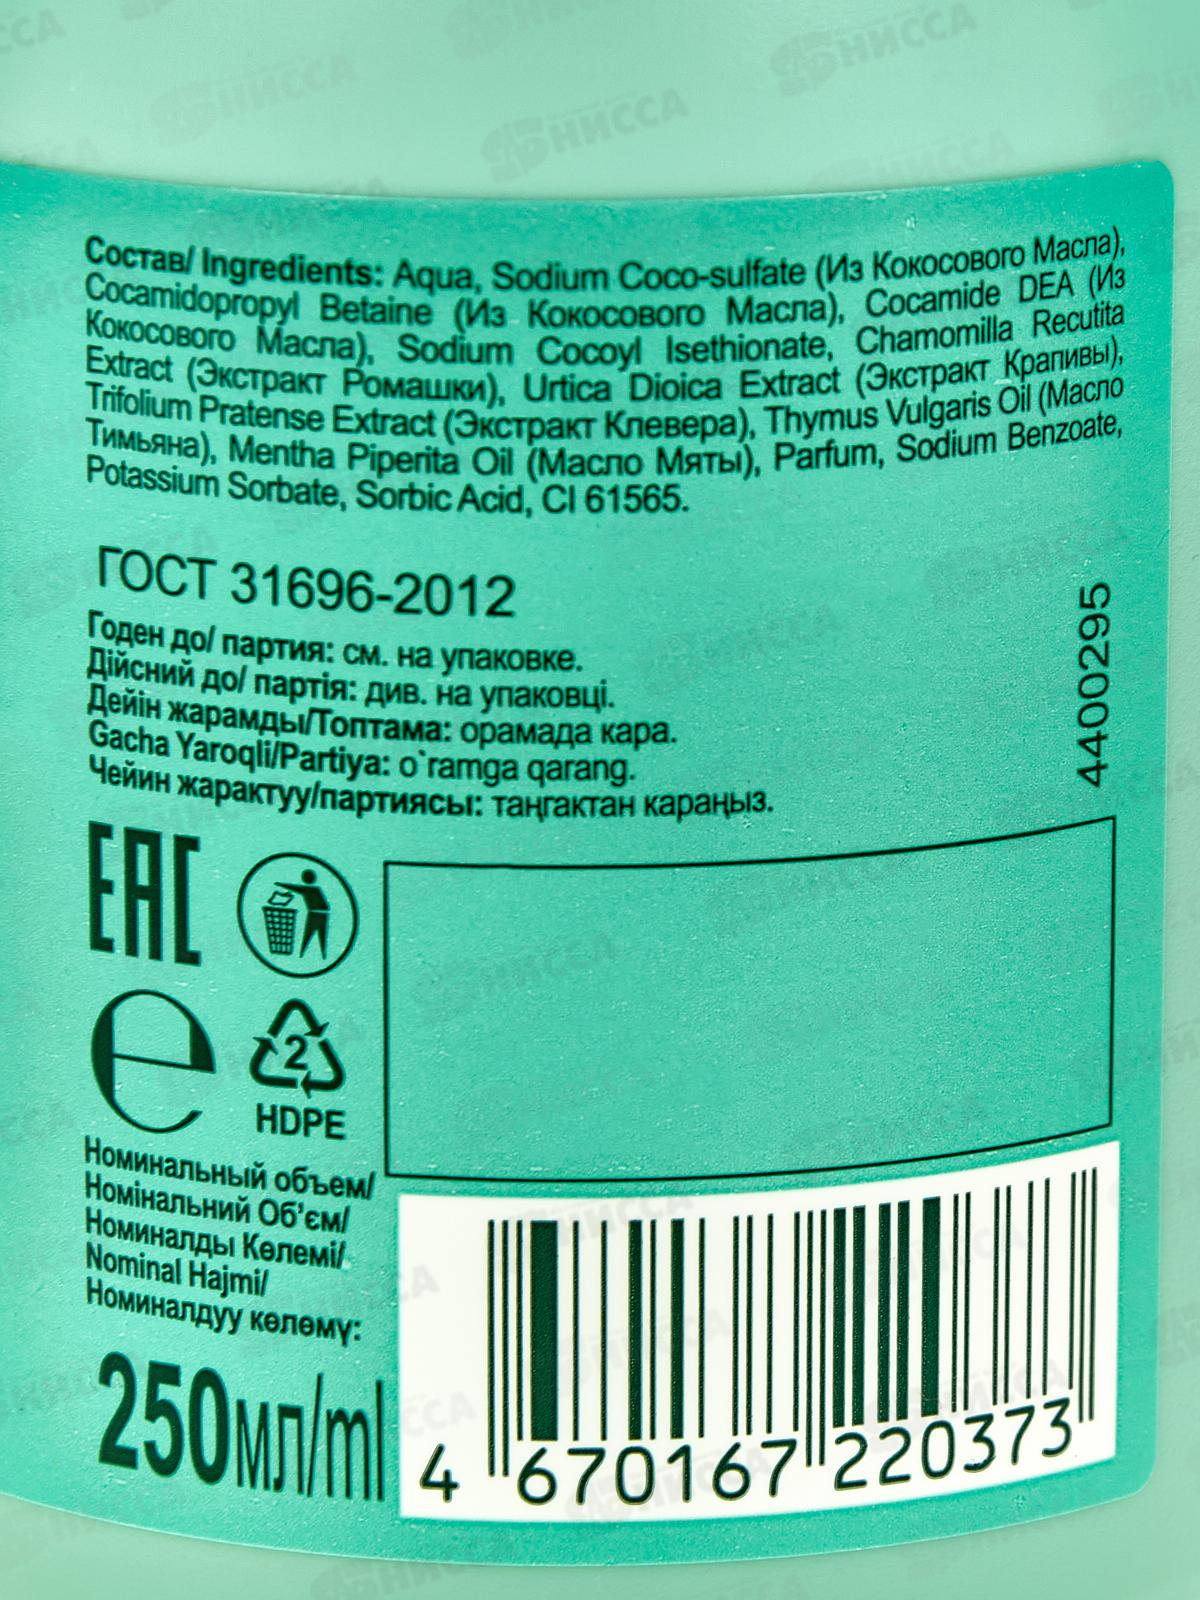 Состав/ Ingredients: Aqua, Sodium Coco-sulfate (Из Кокосового Масла),
Cocamidopropyl Betaine (Из Кокосового Масла), Cocamide DEA (Из
Кокосового Масла), Sodium Cocoyl Isethionate, Chamomilla Recutita
Extract (Экстракт Ромашки), Urtica Dioica Extract (Экстракт Крапивы),
Trifolium Pratense Extract (Экстракт Клевера), Thymus Vulgaris Oil (Масло
Тимьяна), Mentha Piperita Oil (Масло Мяты), Parfum, Sodium Benzoate,
Potassium Sorbate, Sorbic Acid, CI 61565.
ГОСТ 31696-2012
Годен до/ партия: см. на упаковке.
Дійсний до/ партія: див. на упаковці.
Дейін жарамды/Топтама: орамада кара.
Gacha Yaroqli/Partiya: o`ramga qarang.
Чейин жарактуу/партиясы: таңгактан караңыз.
4400295
EAC
e
2
HDPE
Номинальный объем/
Номінальний Об'єм/
Номиналды Көлемі/
Nominal Hajmi/
Номиналдуу көлөмү:
250мл/ml
4 670167 220373
НИССА